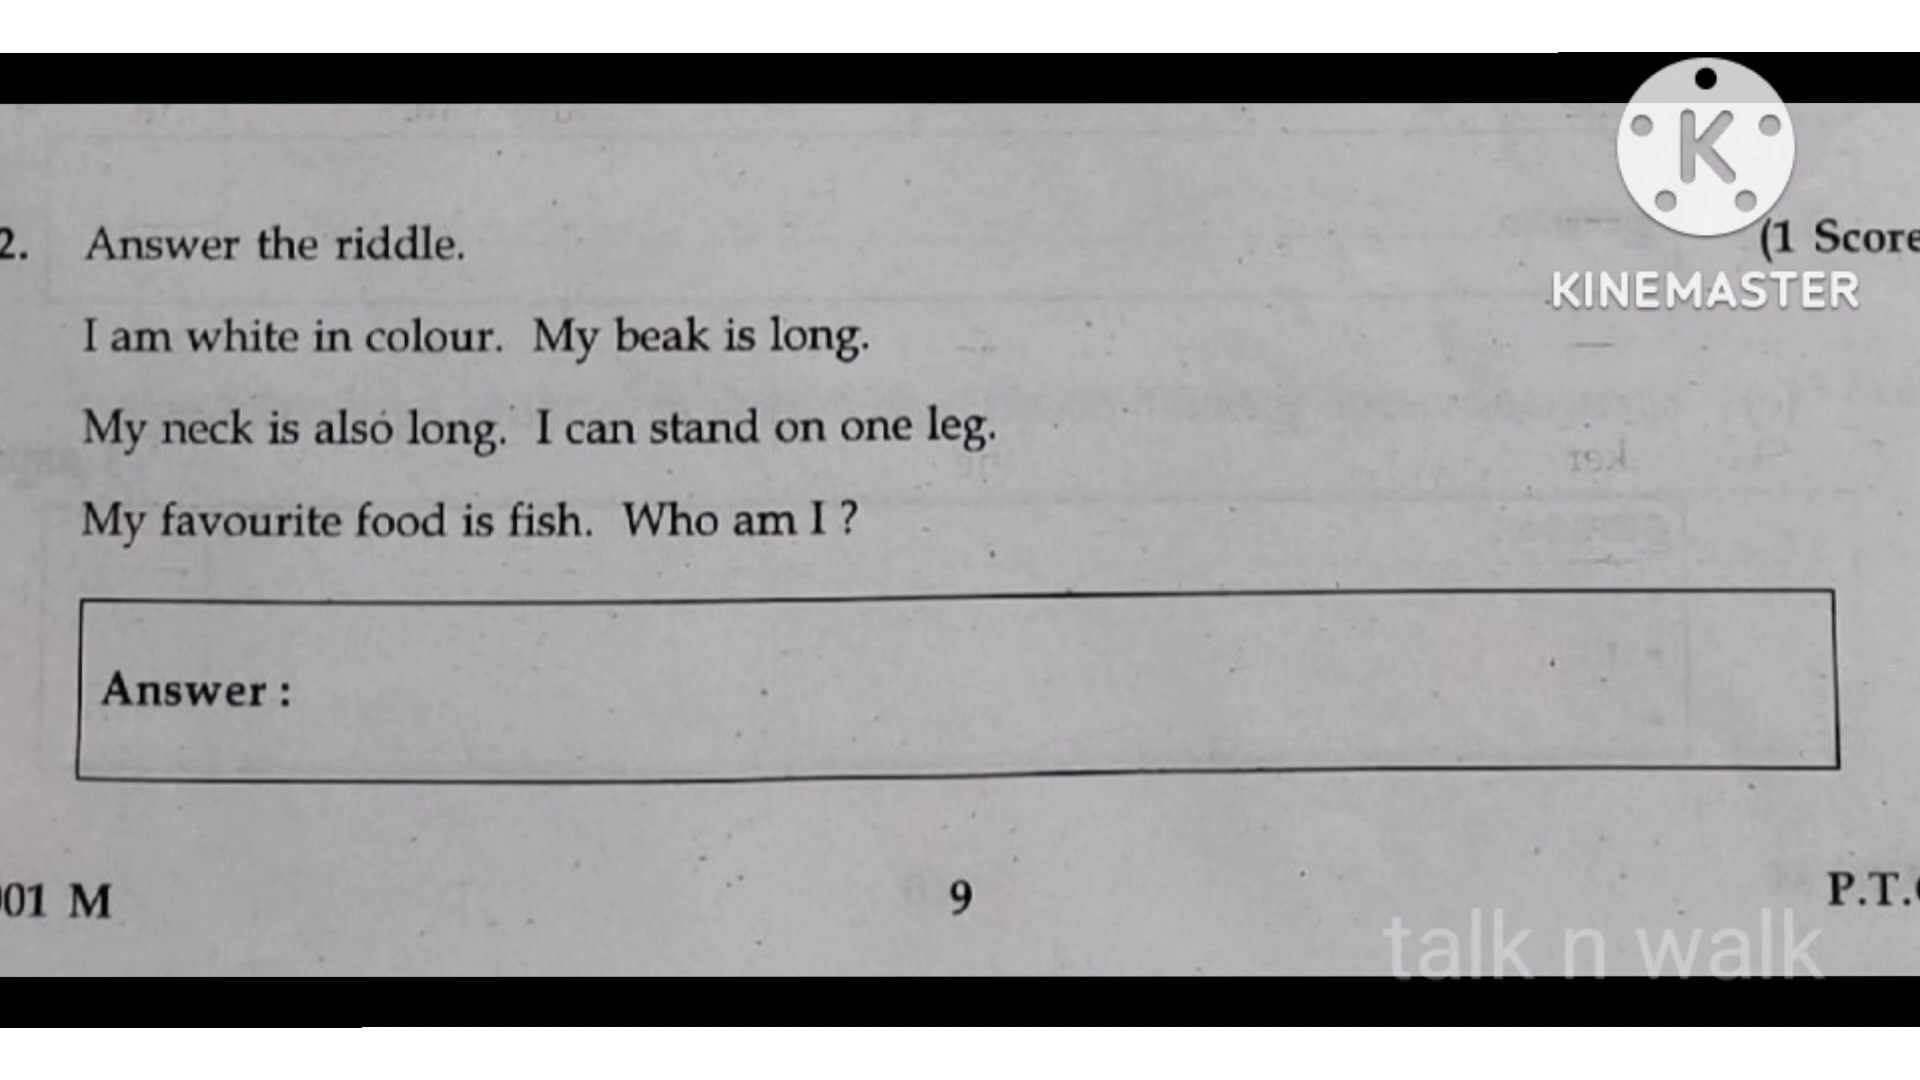 K
KINEMASTER
2. Answer the riddle. (1 Score
I am white in colour. My beak is long.
My neck is also long. I can stand on one leg.
My favourite food is fish. Who am I ?
Answer :
001 M 9 P.T.
talk n walk